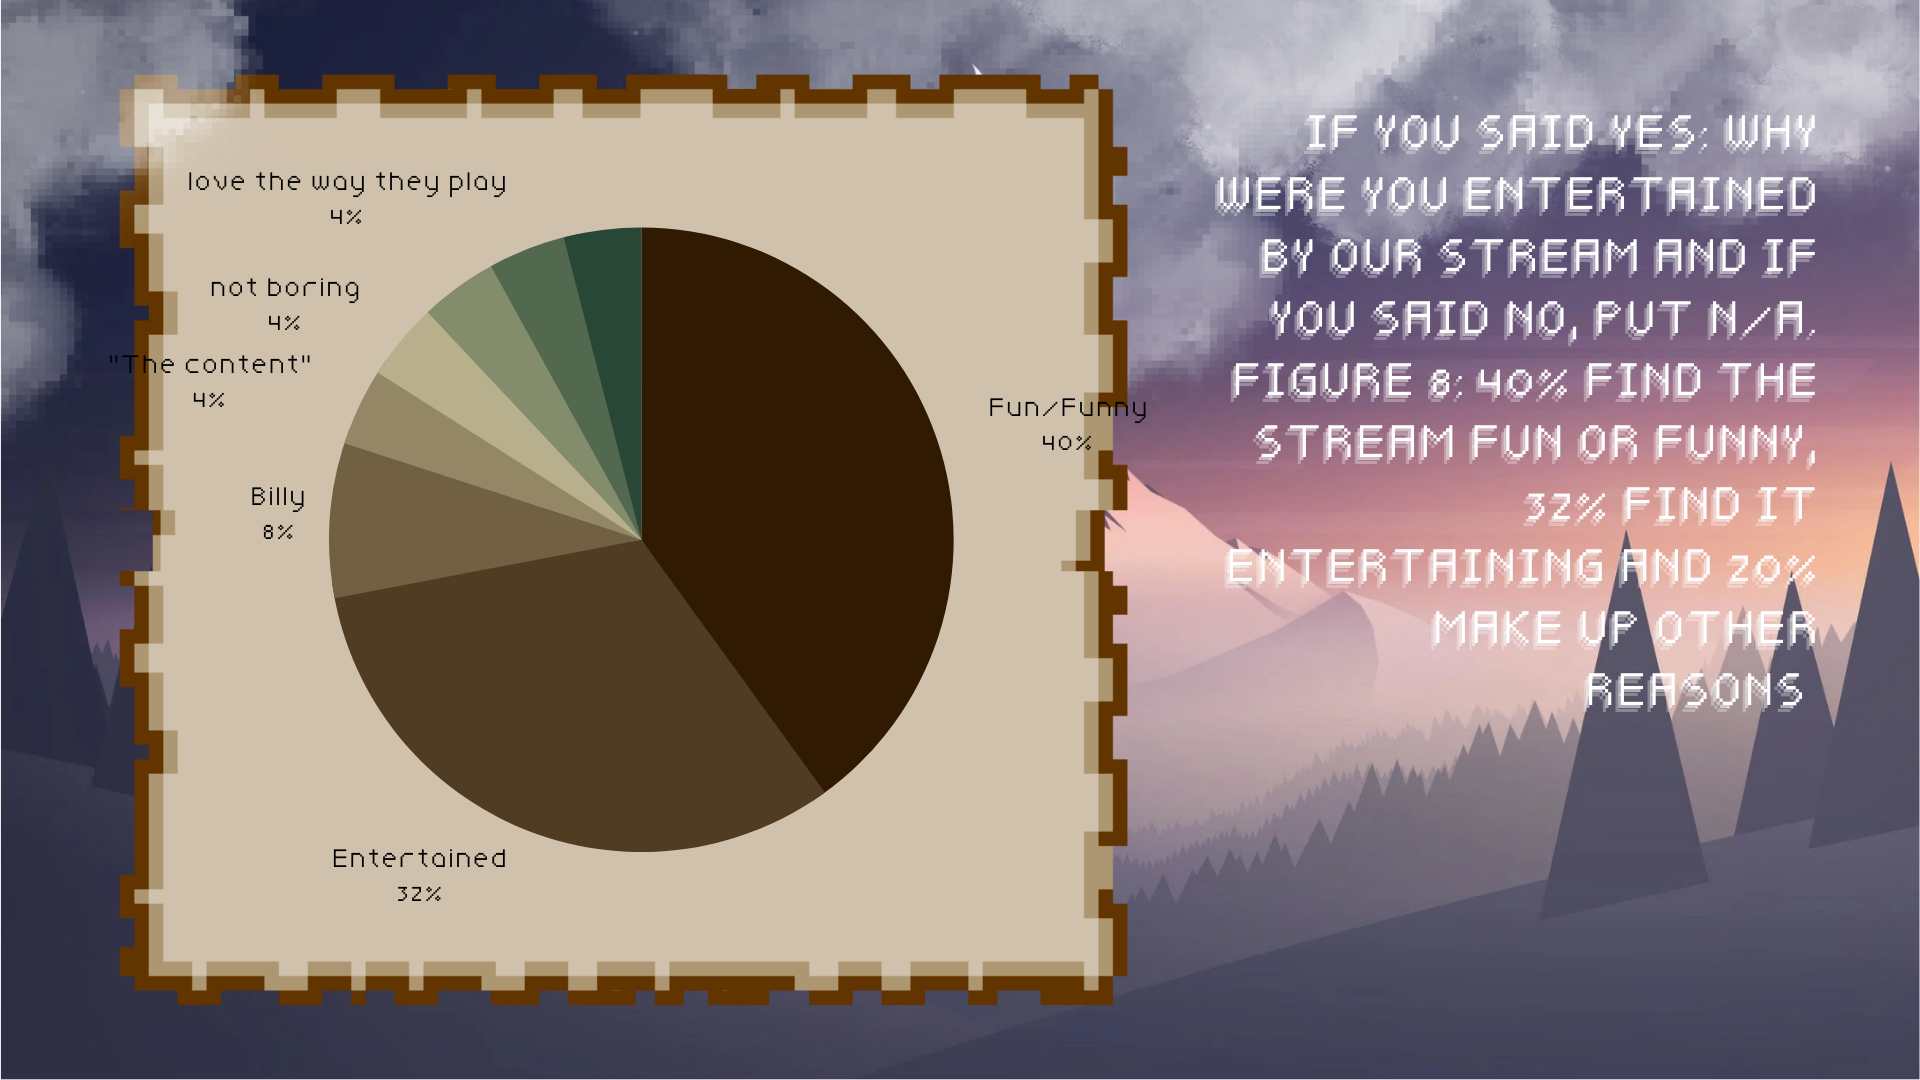 love the way they play
4%
not boring
4%
"The content"
4%
Billy
8%
Entertained
32%
Fun/Funny
40%
IF YOU SAID YES: WHY
WERE YOU ENTERTAINED
BY OUR STREAM AND IF
YOU SAID NO, PUT N/A.
FIGURE 8: 40% FIND THE
STREAM FUN OR FUNNY,
32% FIND IT
ENTERTAINING AND 20%
MAKE UP OTHER
REASONS